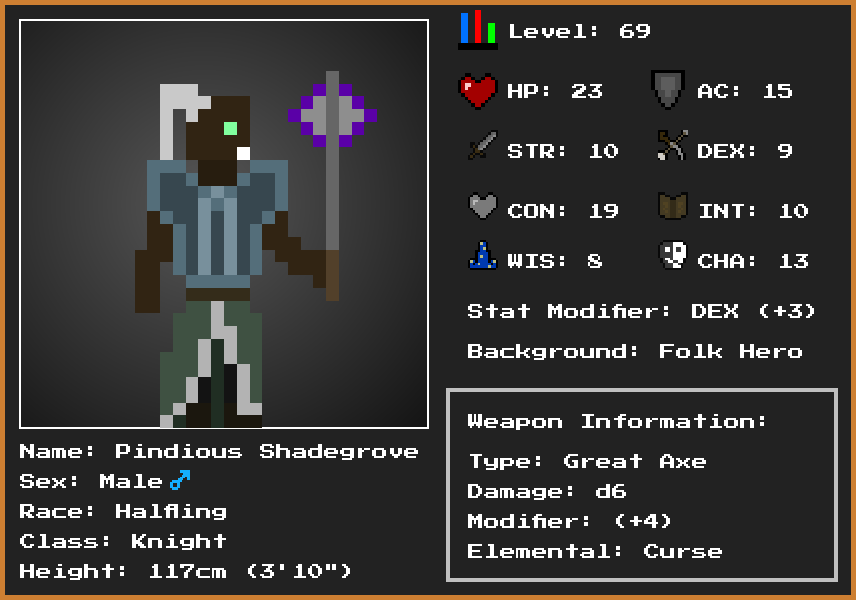 Level: 69
HP: 23
AC: 15
STR: 10
DEX: 9
CON: 19
INT: 10
WIS: 8
CHA: 13
Stat Modifier: DEX (+3)
Background: Folk Hero
Weapon Information:
Type: Great Axe
Damage: d6
Modifier: (+4)
Elemental: Curse
Name: Pindious Shadegrove
Sex: Male ♂
Race: Halfling
Class: Knight
Height: 117cm (3'10")